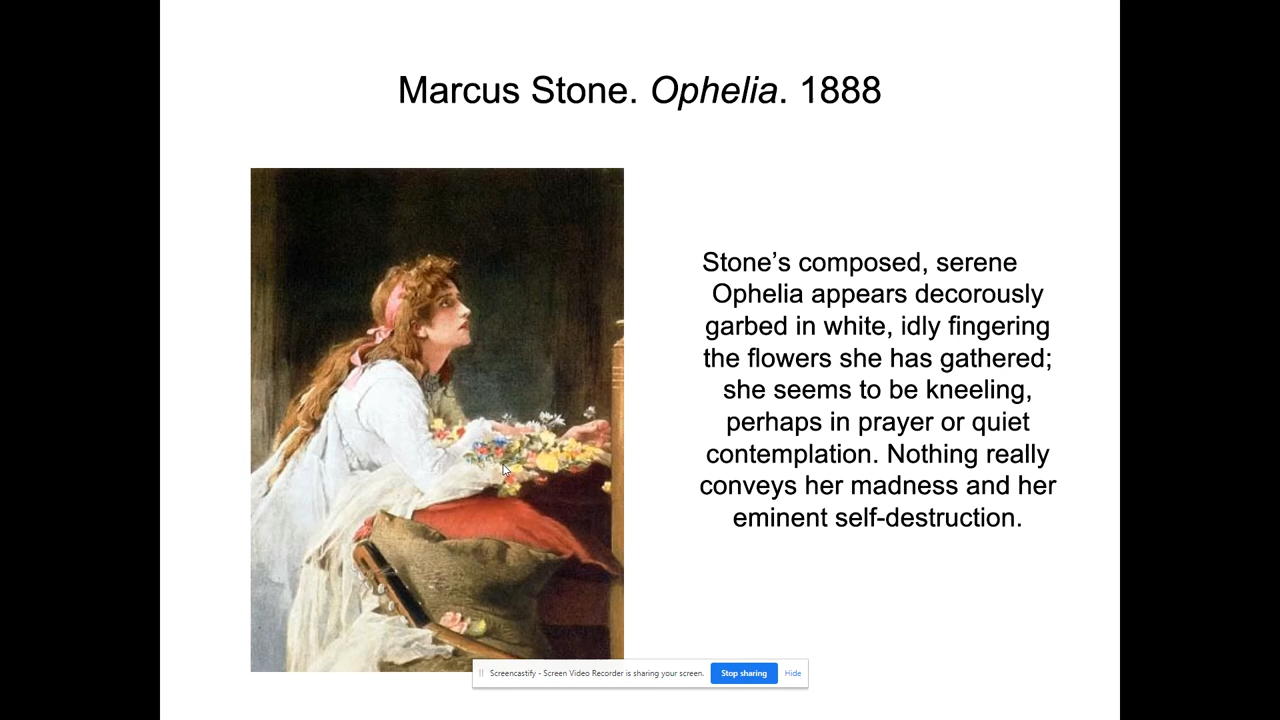 Marcus Stone. Ophelia. 1888
Stone’s composed, serene
Ophelia appears decorously
garbed in white, idly fingering
the flowers she has gathered;
she seems to be kneeling,
perhaps in prayer or quiet
contemplation. Nothing really
conveys her madness and her
eminent self-destruction.
Screencastify - Screen Video Recorder is sharing your screen. Stop sharing Hide